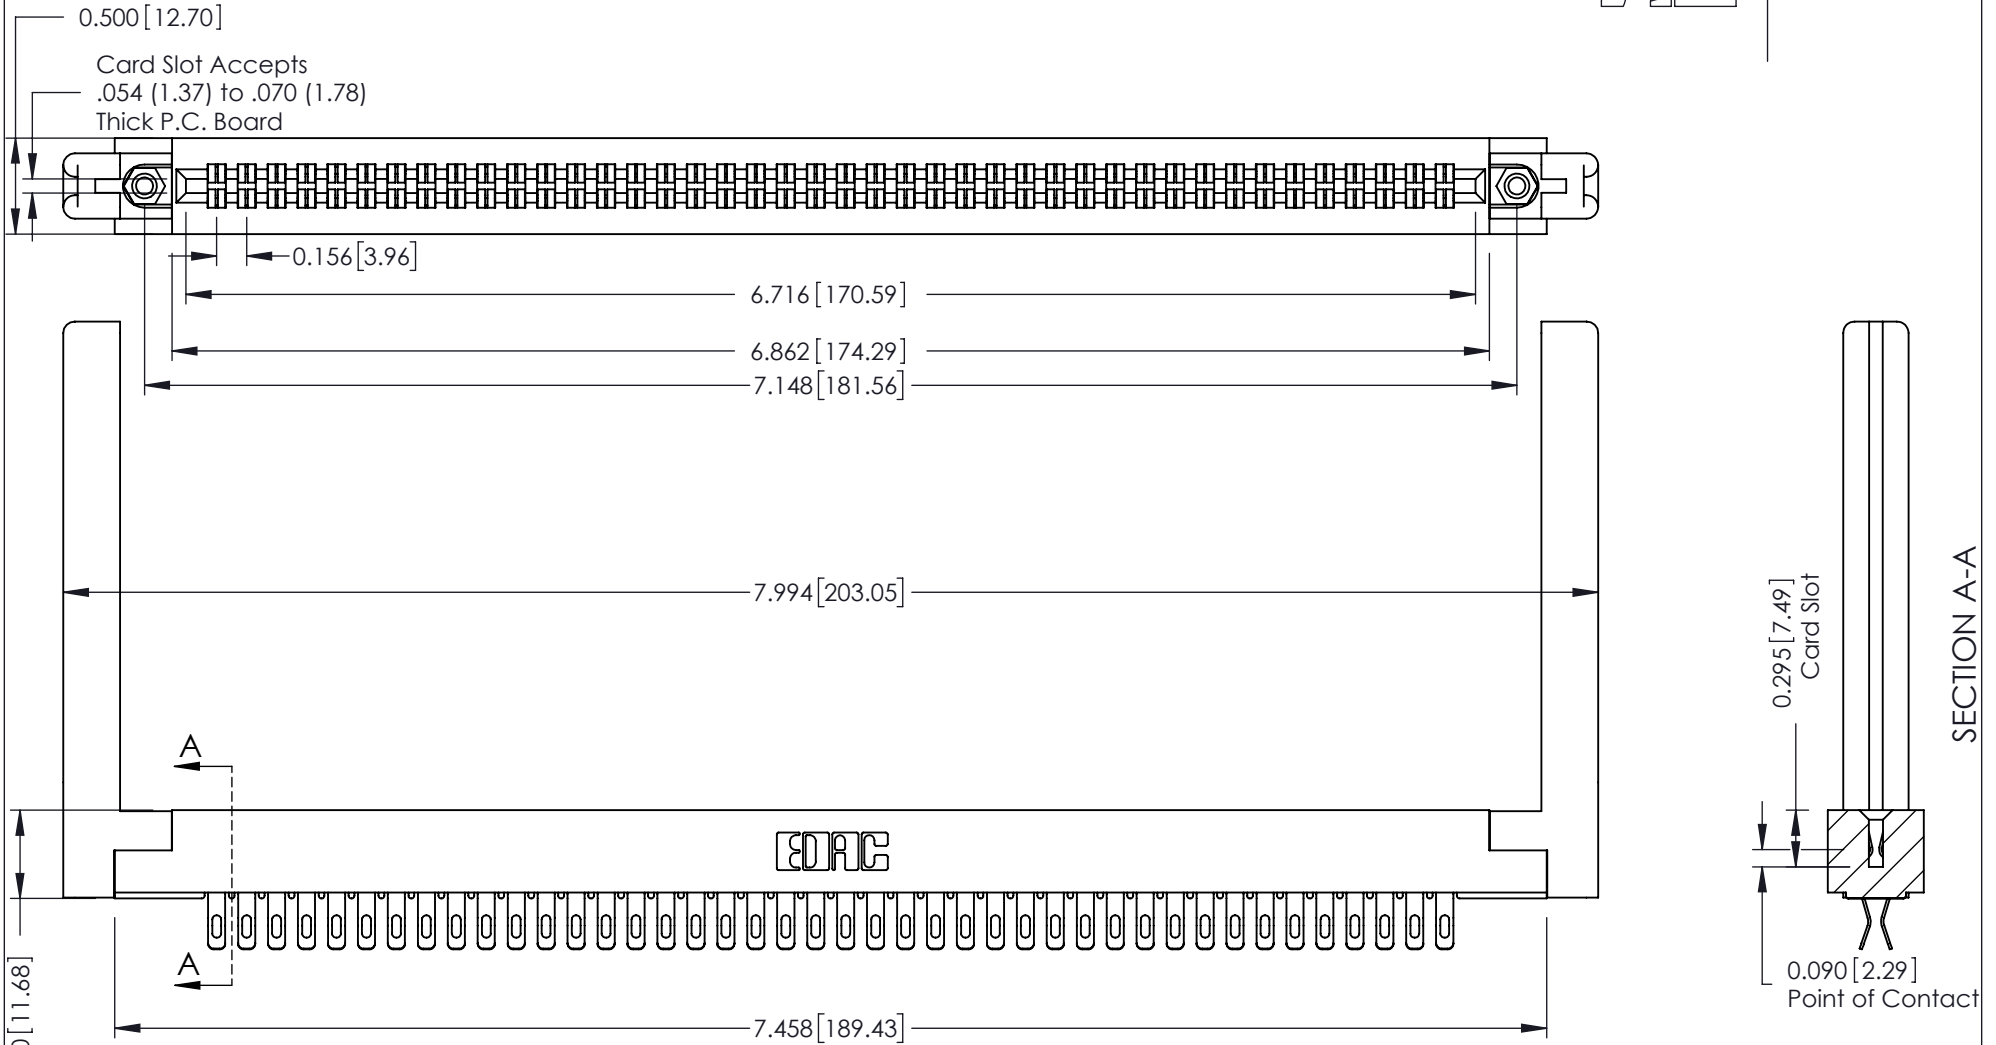 0.500[12.70]
Card Slot Accepts
.054 (1.37) to .070 (1.78)
Thick P.C. Board
0.156[3.96]
6.716[170.59]
6.862[174.29]
7.148[181.56]
7.994[203.05]
0.295[7.49]
Card Slot
SECTION A-A
A
EDAC
A
0.090[2.29]
Point of Contact
[11.68]
7.458[189.43]